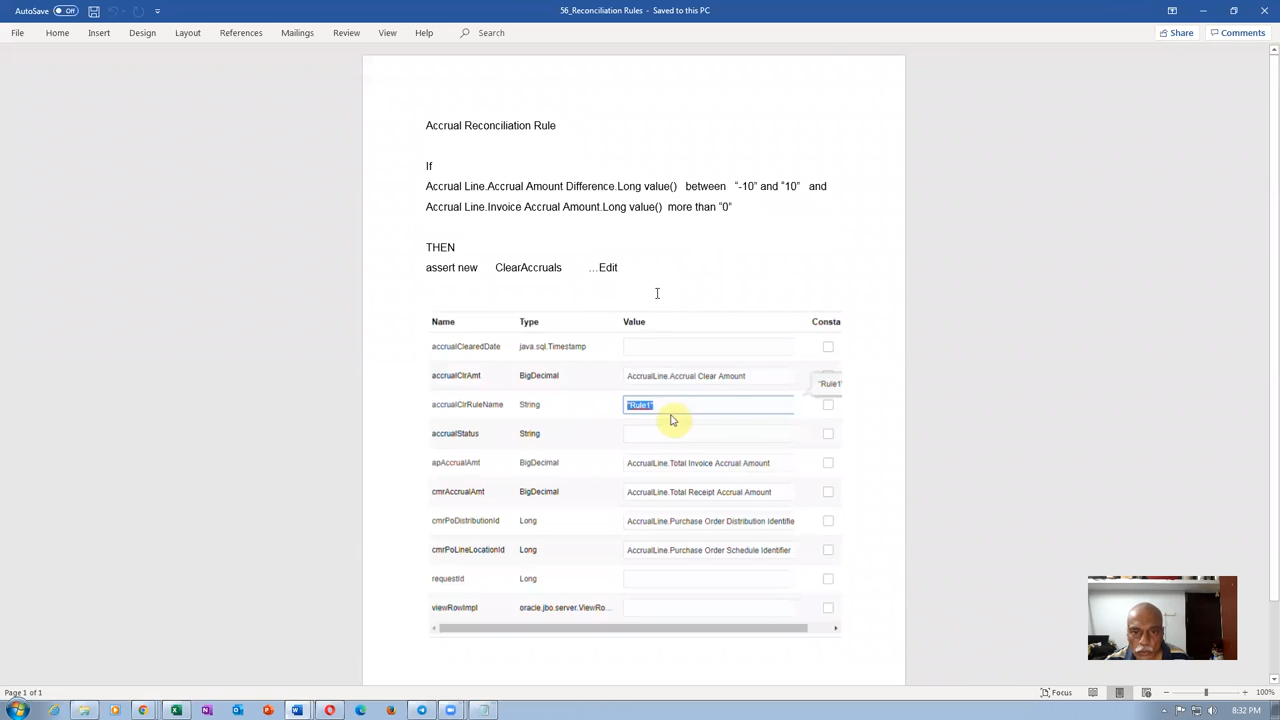 AutoSave Off
56_Reconciliation Rules - Saved to this PC
File Home Insert Design Layout References Mailings Review View Help Search Share Comments
Accrual Reconciliation Rule
If
Accrual Line.Accrual Amount Difference.Long value() between “-10” and “10” and
Accrual Line.Invoice Accrual Amount.Long value() more than “0”
THEN
assert new ClearAccruals …Edit
Name Type Value Consta
accrualClearedDate java.sql.Timestamp
accrualClrAmt BigDecimal AccrualLine.Accrual Clear Amount
"Rule1"
accrualClrRuleName String "Rule1"
accrualStatus String
apAccrualAmt BigDecimal AccrualLine.Total Invoice Accrual Amount
cmrAccrualAmt BigDecimal AccrualLine.Total Receipt Accrual Amount
cmrPoDistributionId Long AccrualLine.Purchase Order Distribution Identifie
cmrPoLineLocationId Long AccrualLine.Purchase Order Schedule Identifier
requestId Long
viewRowImpl oracle.jbo.server.ViewRo...
Page 1 of 1 Focus 100%
8:32 PM